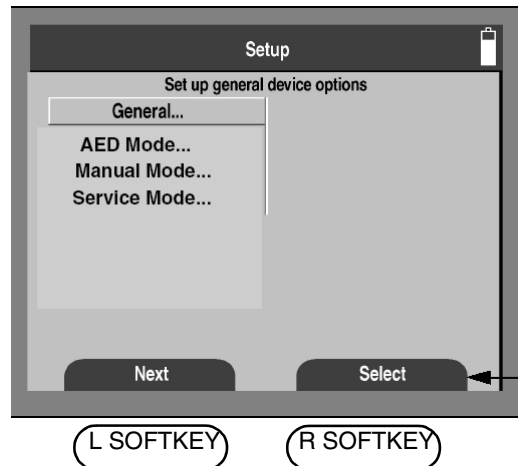 Setup
Set up general device options
General...
AED Mode...
Manual Mode...
Service Mode...
Next Select
L SOFTKEY R SOFTKEY